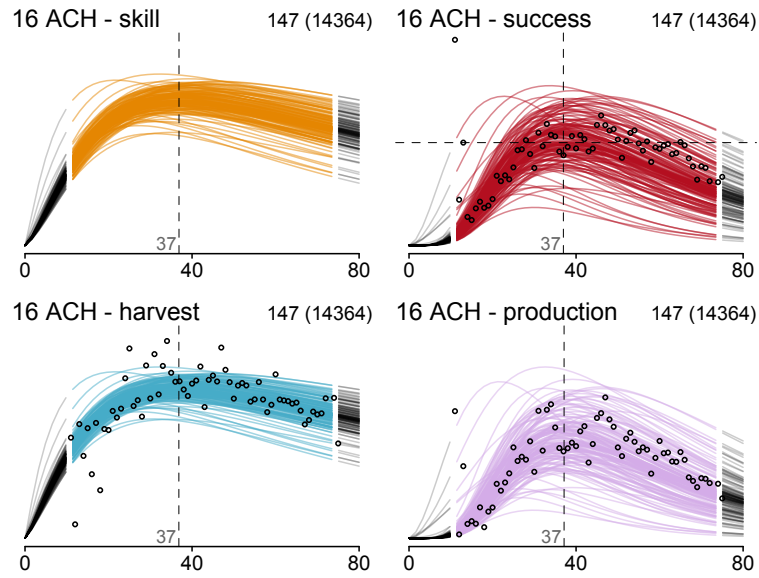 16 ACH - skill 147 (14364)
37
0 40 80
16 ACH - success 147 (14364)
37
0 40 80
16 ACH - harvest 147 (14364)
37
0 40 80
16 ACH - production 147 (14364)
37
0 40 80